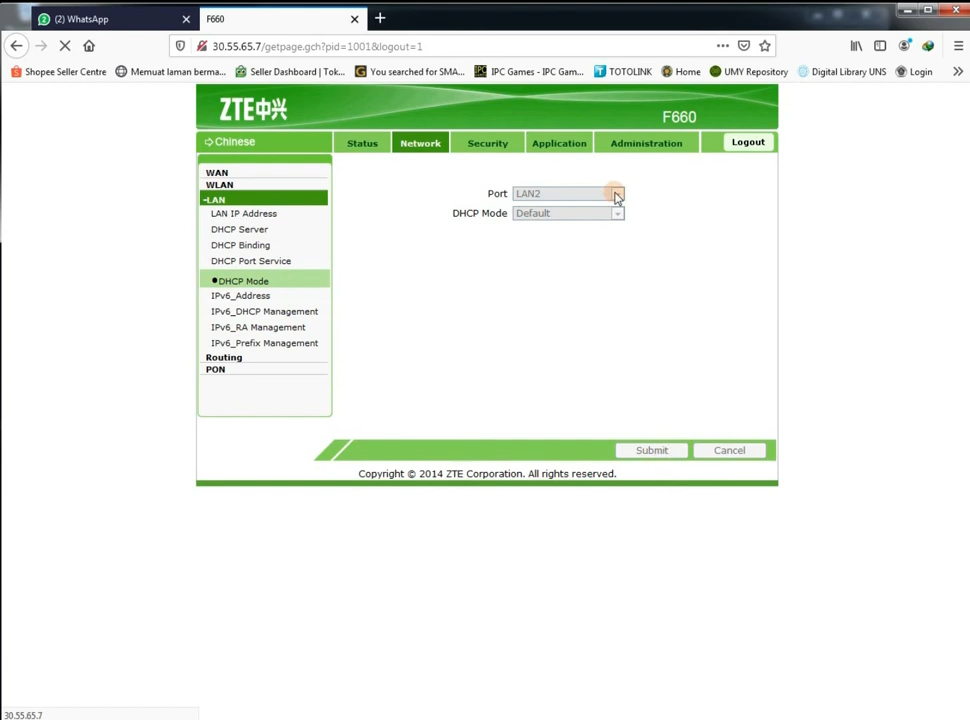 (2) WhatsApp
F660
30.55.65.7/getpage.gch?pid=1001&logout=1
Shopee Seller Centre
Memuat laman berma...
Seller Dashboard | Tok...
You searched for SMA...
IPC Games - IPC Gam...
TOTOLINK
Home
UMY Repository
Digital Library UNS
Login
ZTE中兴
F660
Chinese
Status
Network
Security
Application
Administration
Logout
WAN
WLAN
-LAN
LAN IP Address
DHCP Server
DHCP Binding
DHCP Port Service
DHCP Mode
IPv6_Address
IPv6_DHCP Management
IPv6_RA Management
IPv6_Prefix Management
Routing
PON
Port LAN2
DHCP Mode Default
Submit
Cancel
Copyright © 2014 ZTE Corporation. All rights reserved.
30.55.65.7